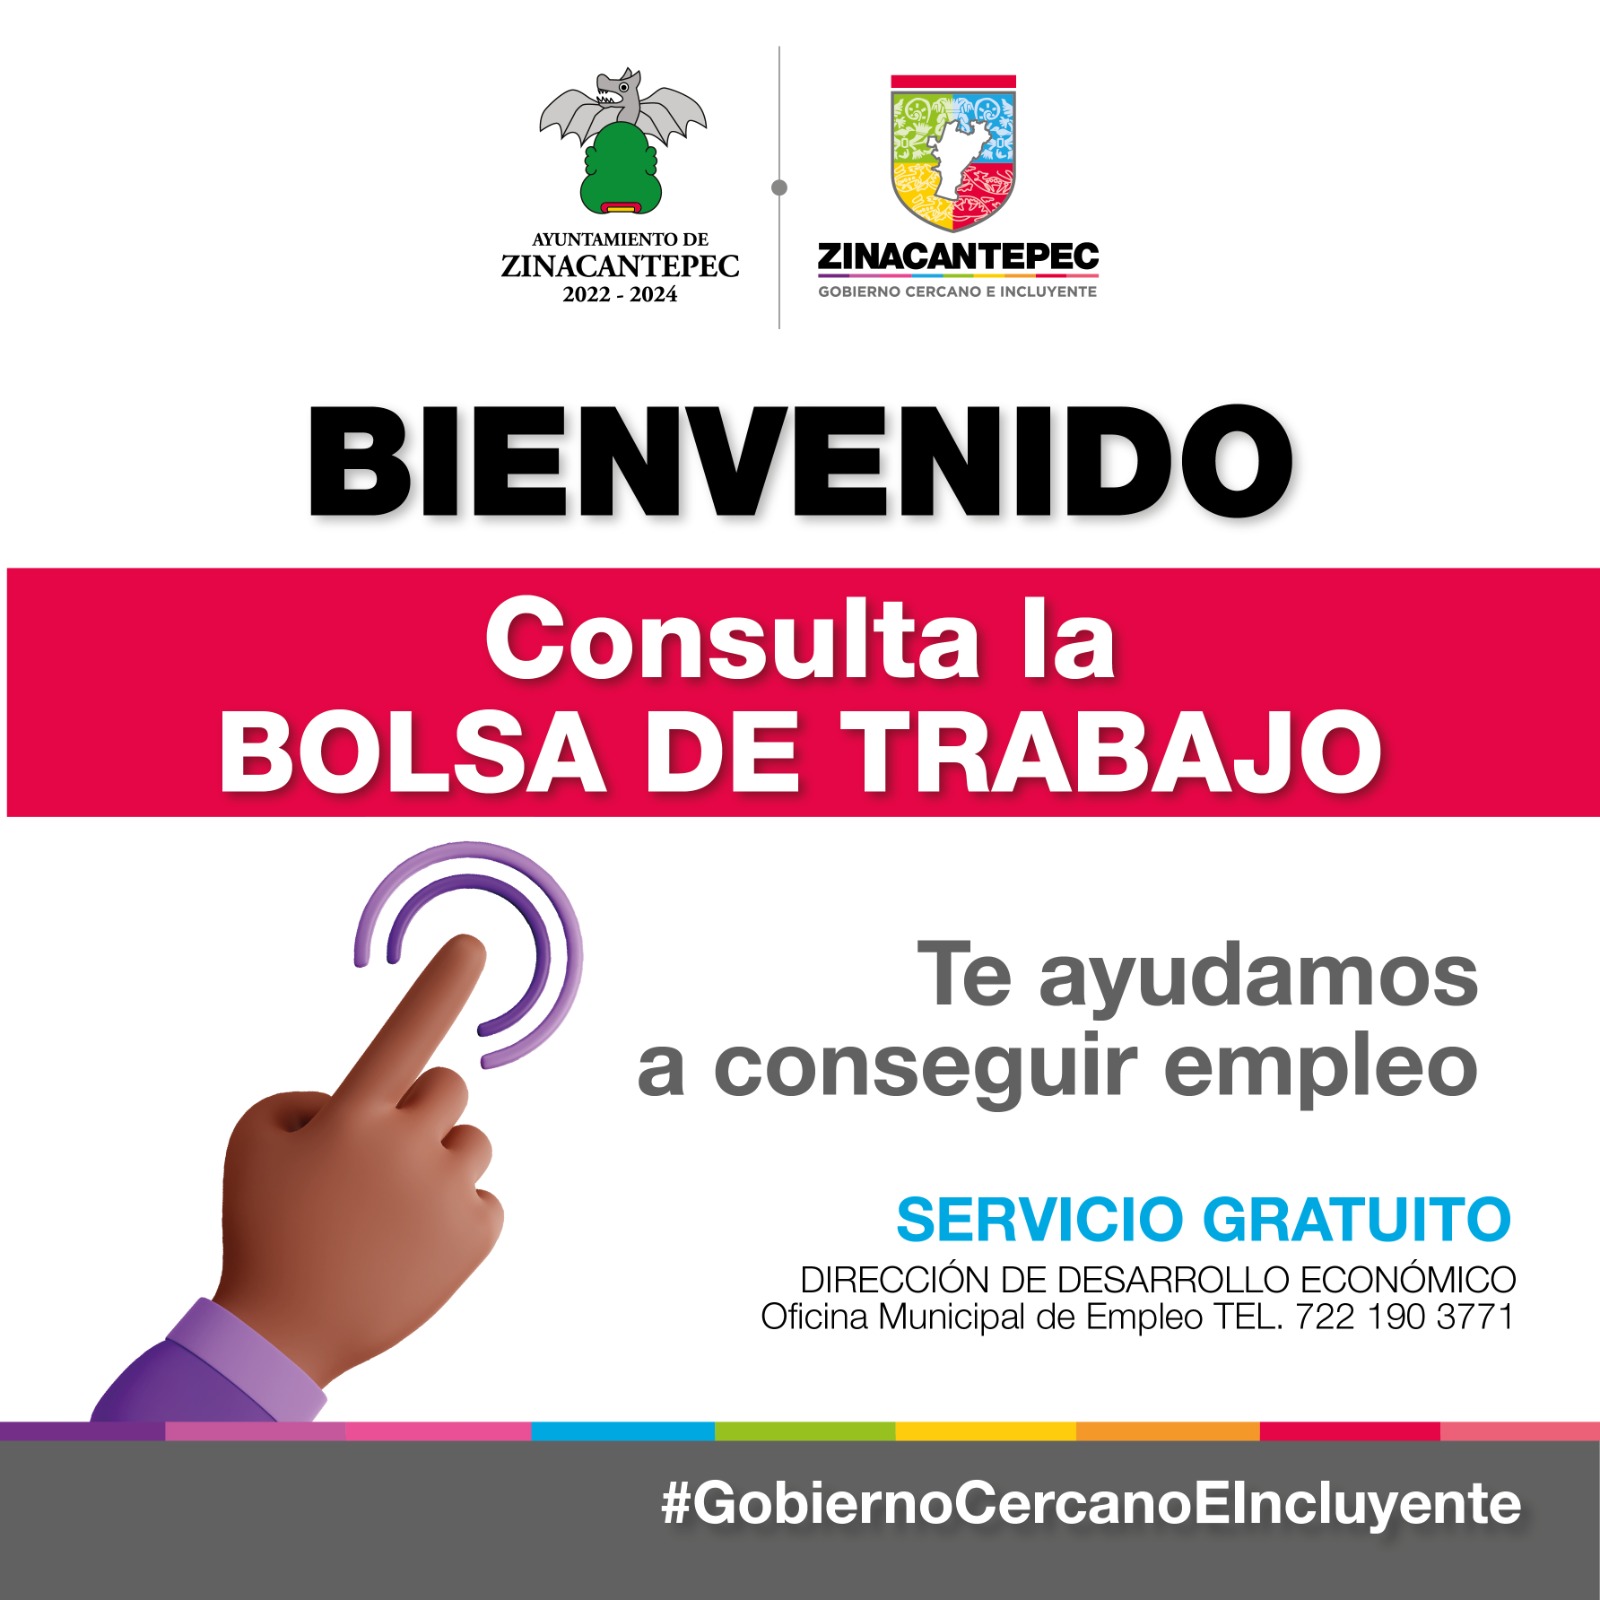 AYUNTAMIENTO DE
ZINACANTEPEC
2022 - 2024
ZINACANTEPEC
GOBIERNO CERCANO E INCLUYENTE
BIENVENIDO
Consulta la
BOLSA DE TRABAJO
Te ayudamos
a conseguir empleo
SERVICIO GRATUITO
DIRECCIÓN DE DESARROLLO ECONÓMICO
Oficina Municipal de Empleo TEL. 722 190 3771
#GobiernoCercanoEIncluyente